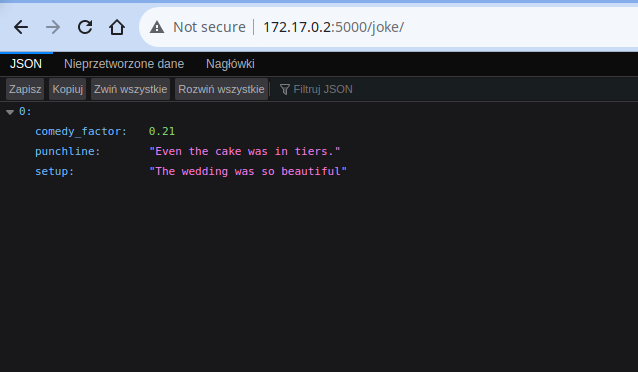 Not secure 172.17.0.2:5000/joke/
JSON Nieprzetworzone dane Nagłówki
Zapisz Kopiuj Zwiń wszystkie Rozwiń wszystkie Filtruj JSON
0:
comedy_factor: 0.21
punchline: "Even the cake was in tiers."
setup: "The wedding was so beautiful"